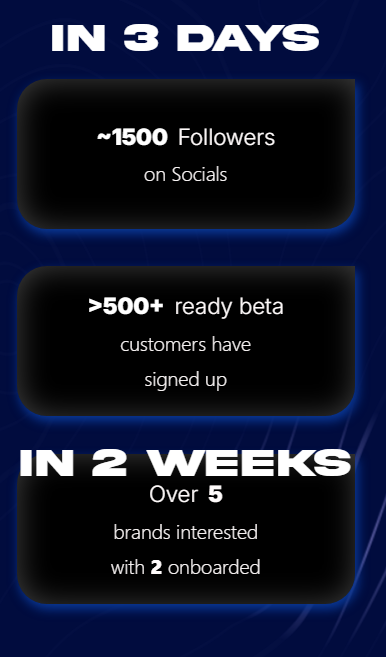 IN 3 DAYS
~1500 Followers
on Socials
>500+ ready beta
customers have
signed up
IN 2 WEEKS
Over 5
brands interested
with 2 onboarded